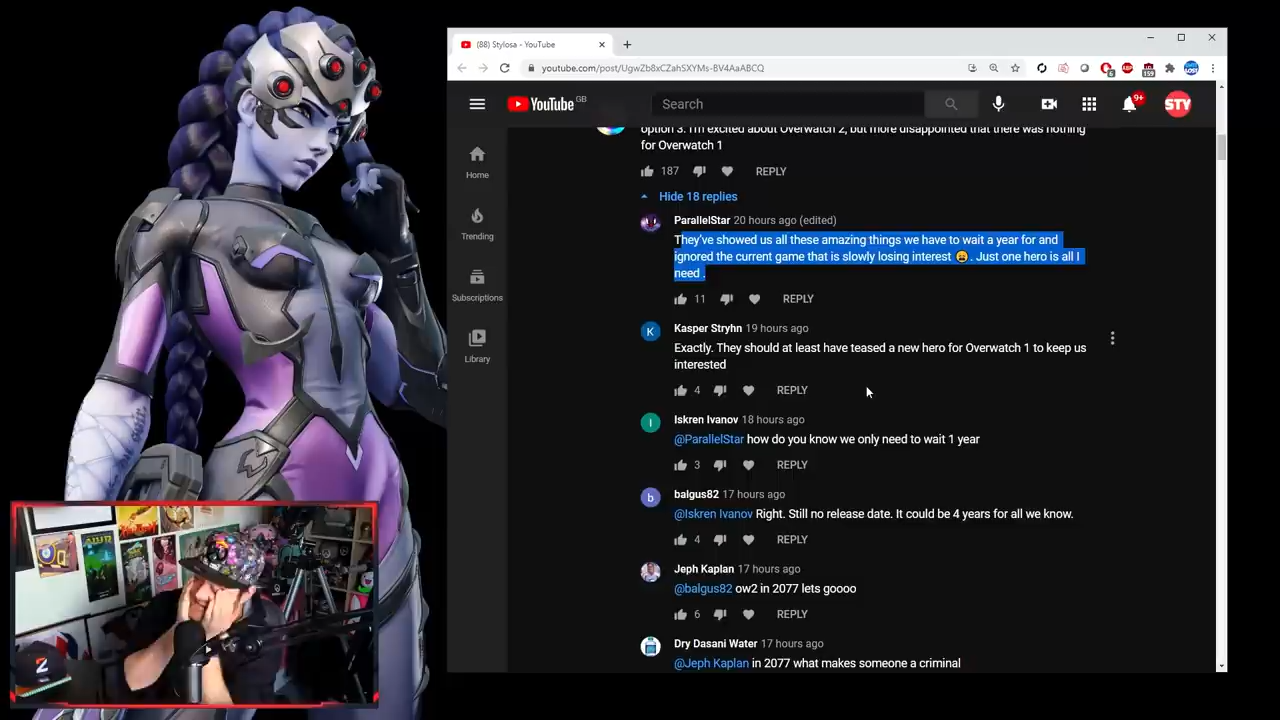 (88) Stylosa - YouTube
youtube.com/post/UgwZb8xCZahSXYMs-BV4AaABCQ
6
159
YouTube GB
Search
9+
STY
Home
Trending
Subscriptions
Library
option 3. I'm excited about Overwatch 2, but more disappointed that there was nothing
for Overwatch 1
187 REPLY
Hide 18 replies
ParallelStar 20 hours ago (edited)
They've showed us all these amazing things we have to wait a year for and
ignored the current game that is slowly losing interest 😩 . Just one hero is all I
need .
11 REPLY
K
Kasper Stryhn 19 hours ago
Exactly. They should at least have teased a new hero for Overwatch 1 to keep us
interested
4 REPLY
I
Iskren Ivanov 18 hours ago
@ParallelStar how do you know we only need to wait 1 year
3 REPLY
b
balgus82 17 hours ago
@Iskren Ivanov Right. Still no release date. It could be 4 years for all we know.
4 REPLY
Jeph Kaplan 17 hours ago
@balgus82 ow2 in 2077 lets goooo
6 REPLY
Dry Dasani Water 17 hours ago
@Jeph Kaplan in 2077 what makes someone a criminal